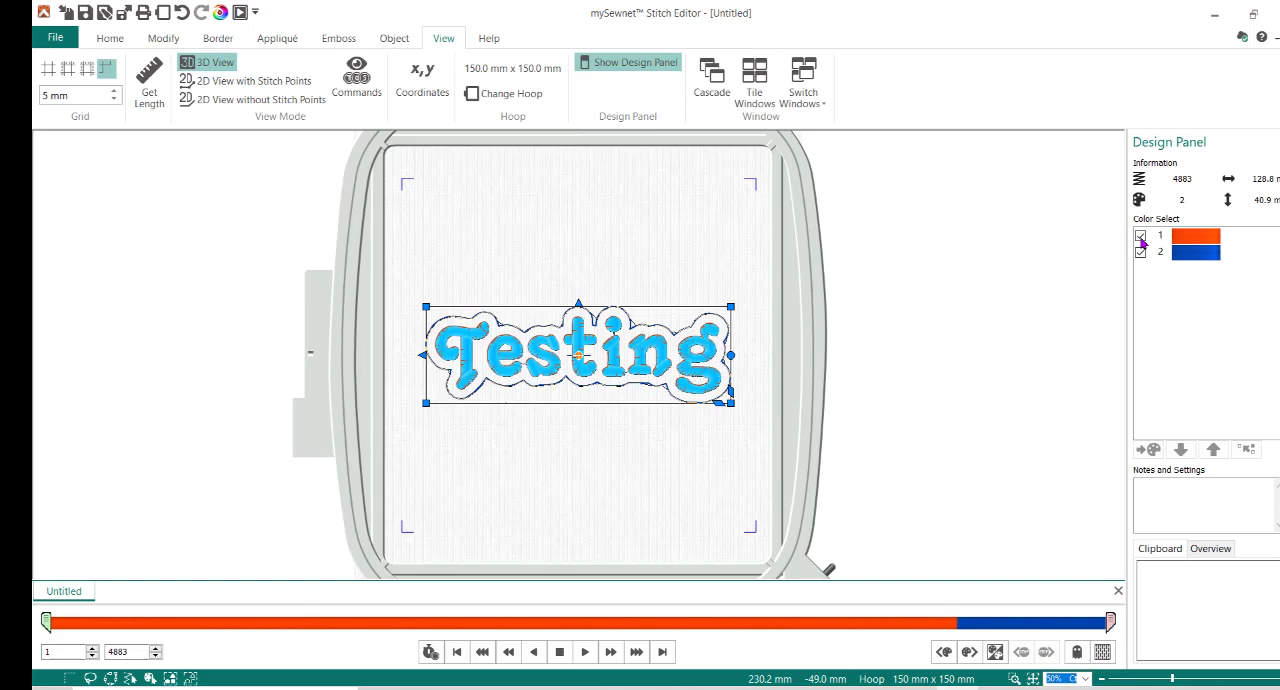 mySewnet™ Stitch Editor - [Untitled]
File Home Modify Border Appliqué Emboss Object View Help
5 mm
Grid
Get Length
3D 3D View
2D 2D View with Stitch Points
2D 2D View without Stitch Points
View Mode
Commands
x,y
Coordinates
150.0 mm x 150.0 mm
Change Hoop
Hoop
Show Design Panel
Design Panel
Cascade
Tile Windows
Switch Windows
Window
Testing
Design Panel
Information
4883 128.8
2 40.9
Color Select
1
2
Notes and Settings
Clipboard Overview
Untitled
1 4883
230.2 mm -49.0 mm Hoop 150 mm x 150 mm